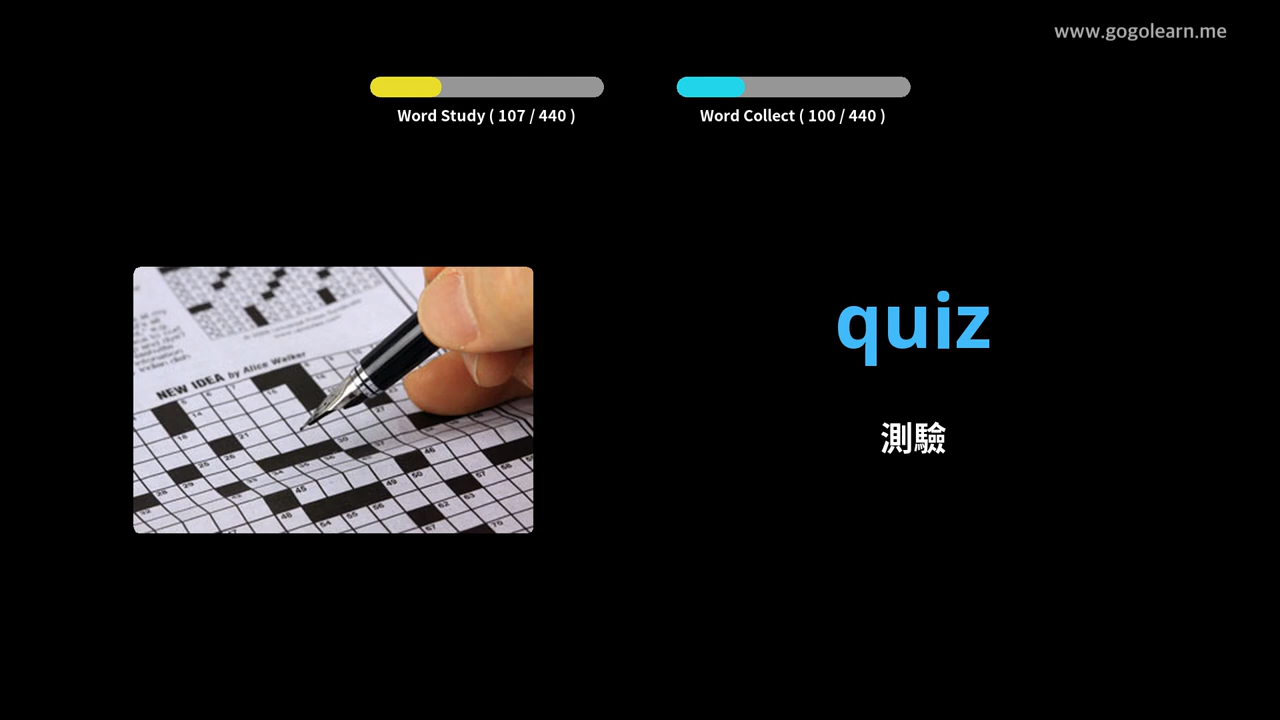 www.gogolearn.me
Word Study ( 107 / 440 )
Word Collect ( 100 / 440 )
NEW IDEA by Alice Walker
quiz
測驗